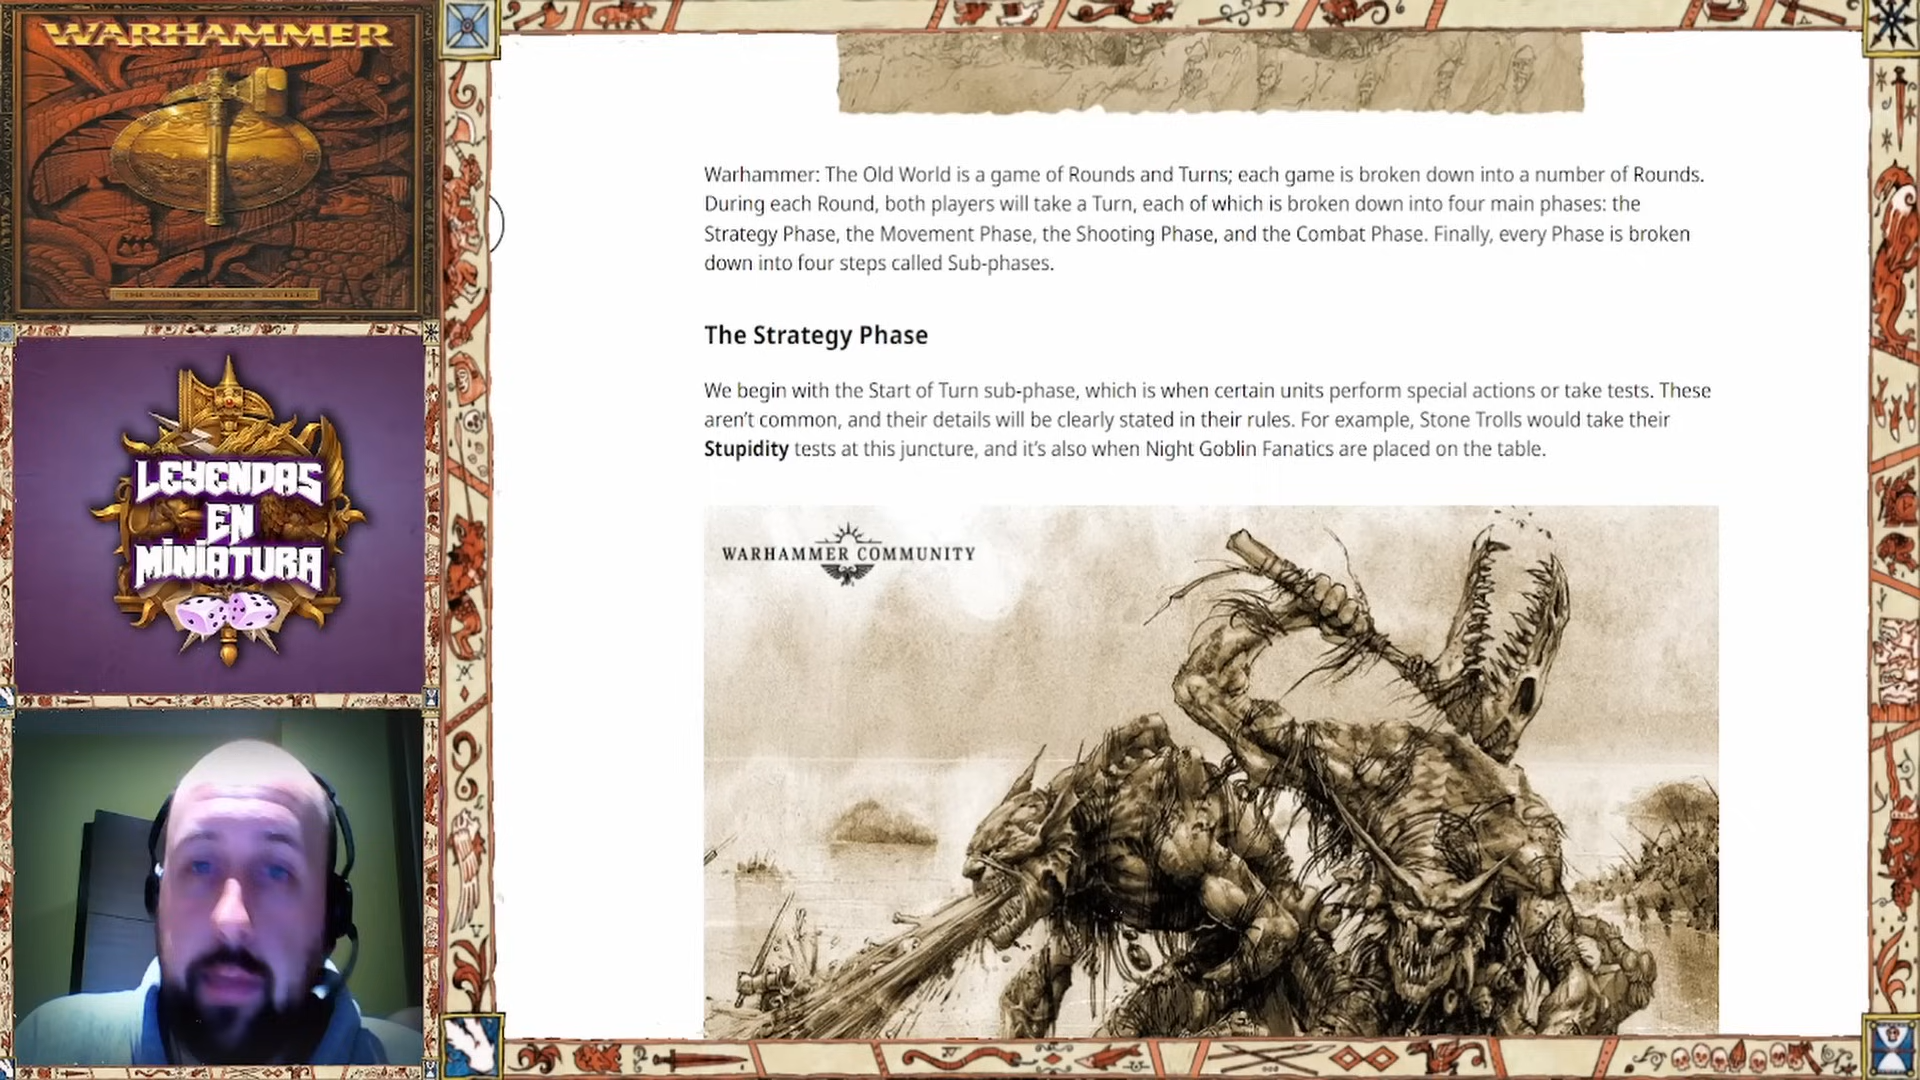 WARHAMMER
THE GAME OF FANTASY BATTLES
LEYENDAS
EN
MINIATURA
Warhammer: The Old World is a game of Rounds and Turns; each game is broken down into a number of Rounds.
During each Round, both players will take a Turn, each of which is broken down into four main phases: the
Strategy Phase, the Movement Phase, the Shooting Phase, and the Combat Phase. Finally, every Phase is broken
down into four steps called Sub-phases.
The Strategy Phase
We begin with the Start of Turn sub-phase, which is when certain units perform special actions or take tests. These
aren’t common, and their details will be clearly stated in their rules. For example, Stone Trolls would take their
Stupidity tests at this juncture, and it’s also when Night Goblin Fanatics are placed on the table.
WARHAMMER COMMUNITY